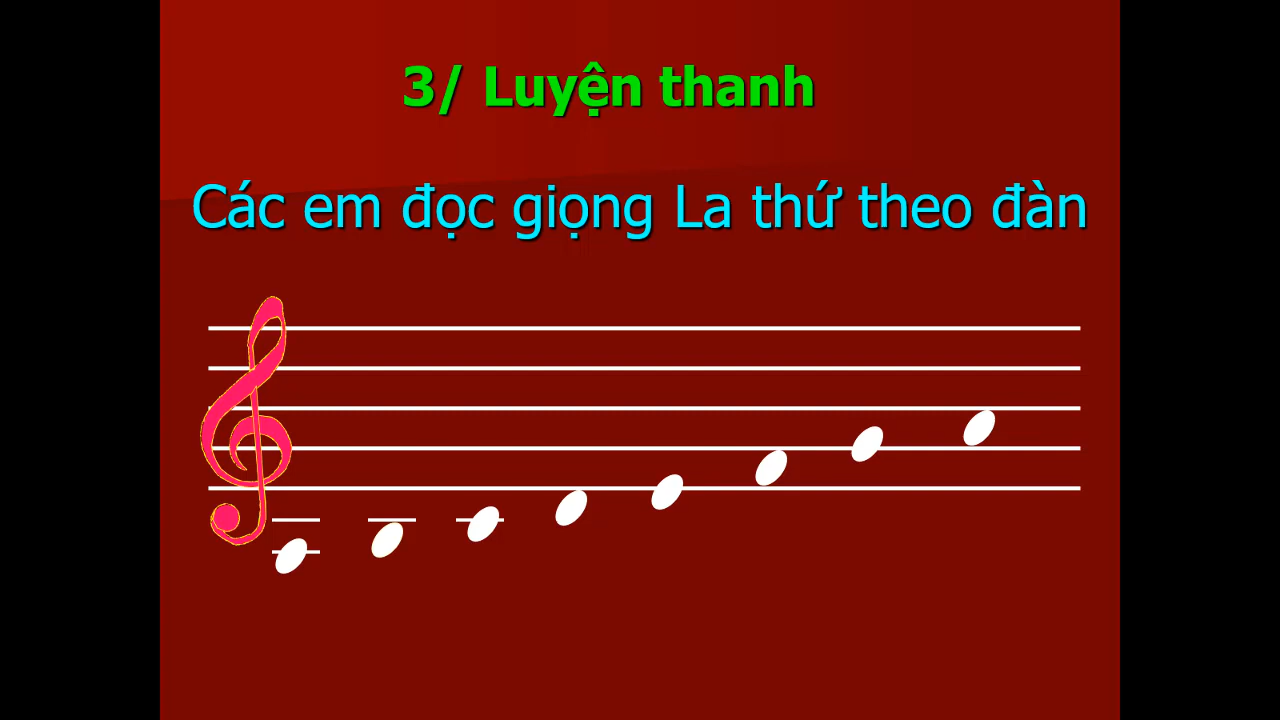 3/ Luyện thanh
Các em đọc giọng La thứ theo đàn